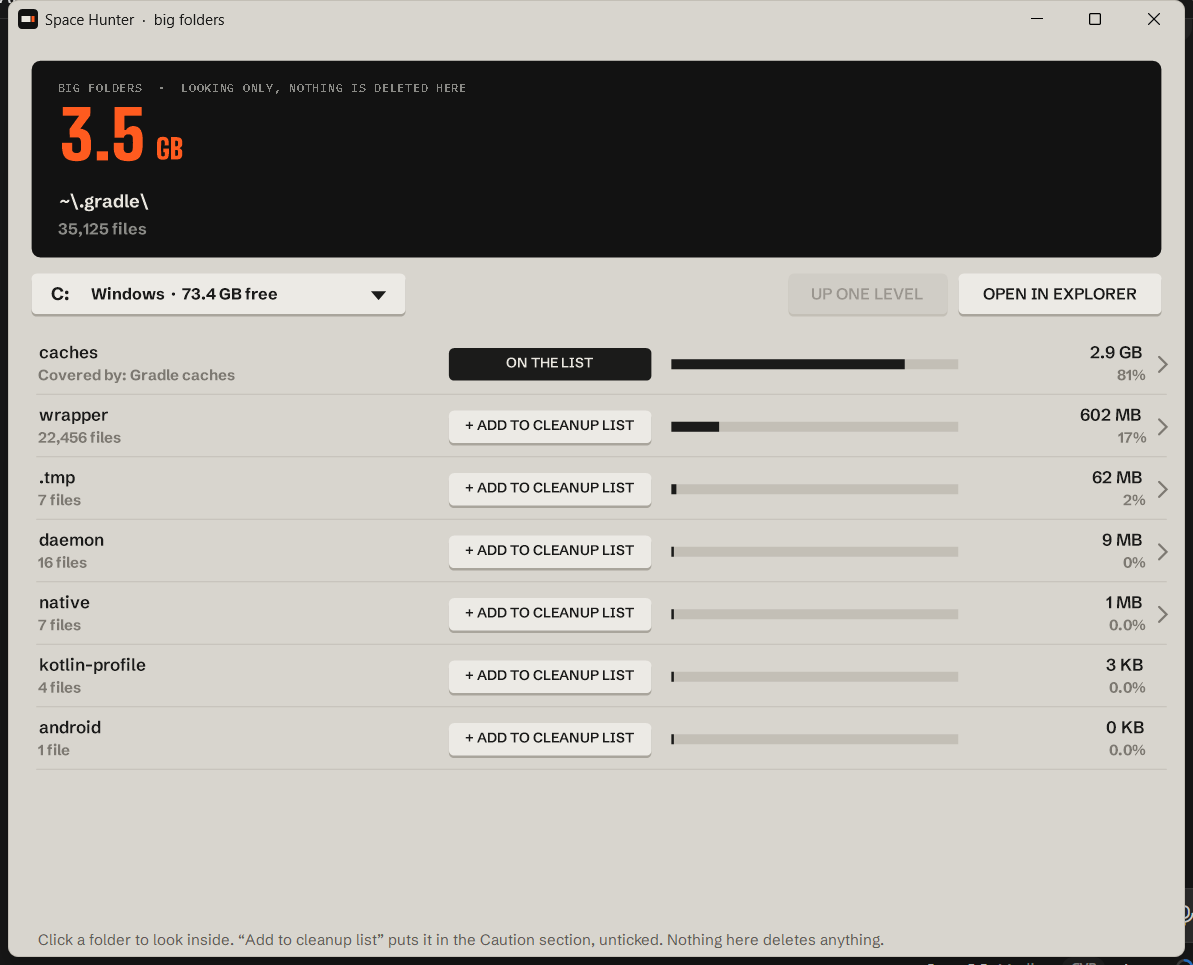 Space Hunter · big folders
BIG FOLDERS · LOOKING ONLY, NOTHING IS DELETED HERE
3.5 GB
~\.gradle\
35,125 files
C: Windows · 73.4 GB free
UP ONE LEVEL
OPEN IN EXPLORER
caches
Covered by: Gradle caches
ON THE LIST
2.9 GB
81%
wrapper
22,456 files
+ ADD TO CLEANUP LIST
602 MB
17%
.tmp
7 files
+ ADD TO CLEANUP LIST
62 MB
2%
daemon
16 files
+ ADD TO CLEANUP LIST
9 MB
0%
native
7 files
+ ADD TO CLEANUP LIST
1 MB
0.0%
kotlin-profile
4 files
+ ADD TO CLEANUP LIST
3 KB
0.0%
android
1 file
+ ADD TO CLEANUP LIST
0 KB
0.0%
Click a folder to look inside. “Add to cleanup list” puts it in the Caution section, unticked. Nothing here deletes anything.